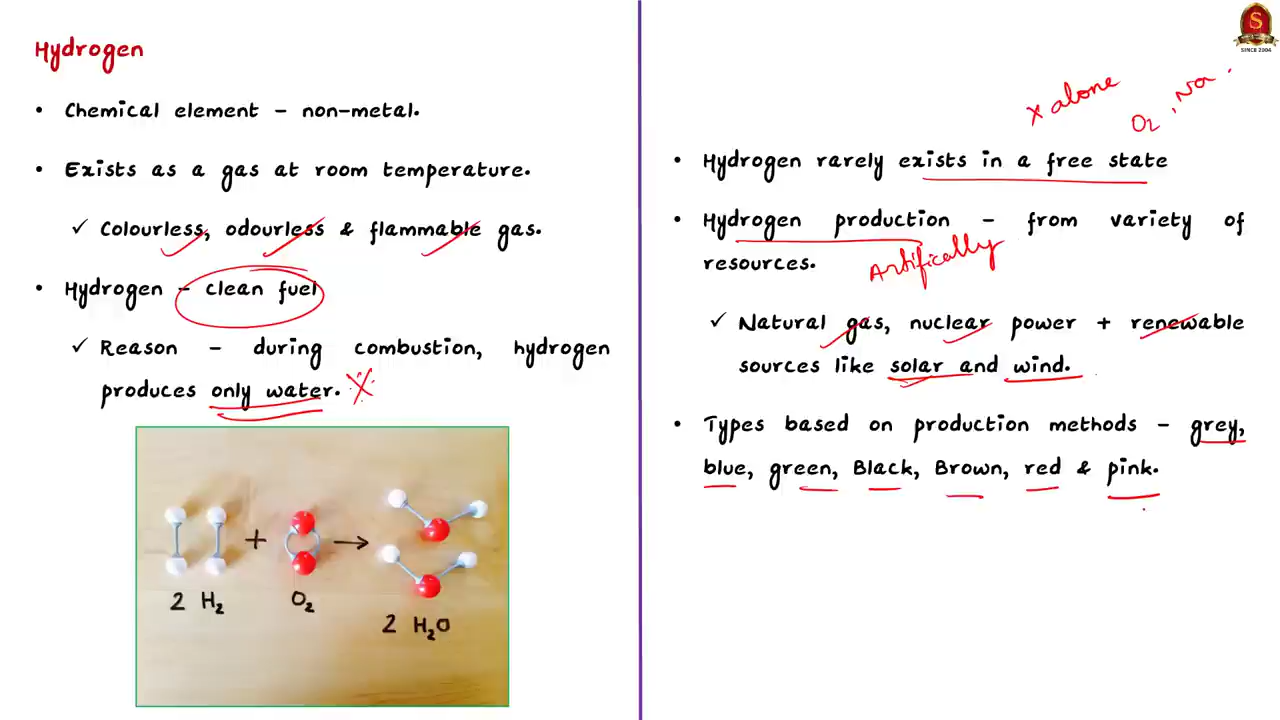 Hydrogen
• Chemical element – non-metal.
• Exists as a gas at room temperature.
✓ Colourless, odourless & flammable gas.
• Hydrogen – clean fuel
✓ Reason – during combustion, hydrogen
produces only water. X
2 H₂ + O₂ → 2 H₂O
S
SINCE 2004
X alone
O₂, Na
• Hydrogen rarely exists in a free state
• Hydrogen production – from variety of
resources.
Artifically
✓ Natural gas, nuclear power + renewable
sources like solar and wind.
• Types based on production methods – grey,
blue, green, Black, Brown, red & pink.